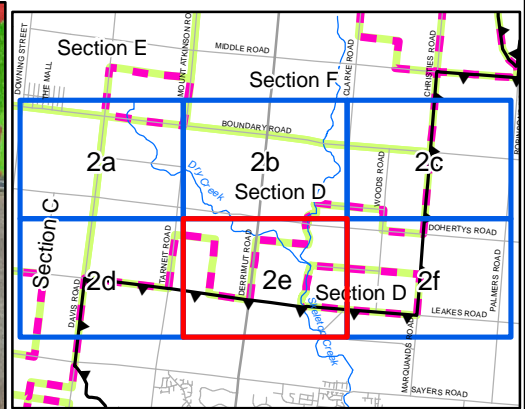 DOWNING STREET
THE MALL
Section E
MOUNT ATKINSON RO
MIDDLE ROAD
Section F
CLARKE ROAD
CHRISTIES ROAD
BOUNDARY ROAD
2a
2b
2c
Dry Creek
Section D
WOODS ROAD
Section C
DOHERTYS ROAD
TARNEIT ROAD
DERRIMUT ROAD
2d
2e
2f
Section D
DAVIS ROAD
Skeleton Creek
LEAKES ROAD
PALMERS ROAD
MARQUANDS ROAD
SAYERS ROAD